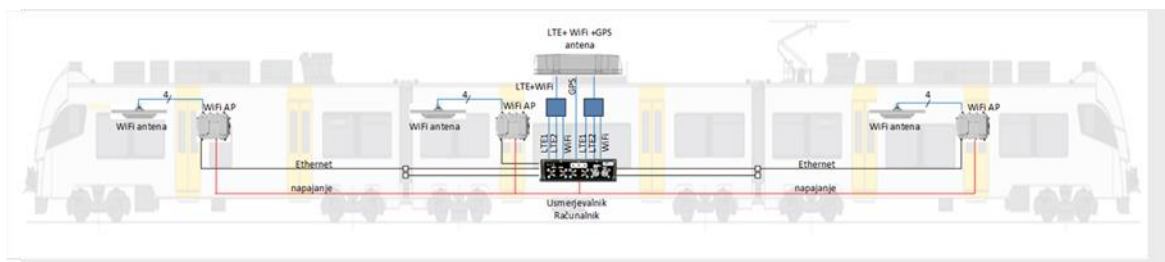 LTE+ WiFi +GPS
antena
LTE+WiFi
GPS
4
WiFi AP
WiFi antena
4
WiFi AP
WiFi antena
4
WiFi AP
WiFi antena
LTE1
LTE2
WiFi
LTE1
LTE2
WiFi
Ethernet
Ethernet
napajanje
napajanje
Usmerjevalnik
Računalnik